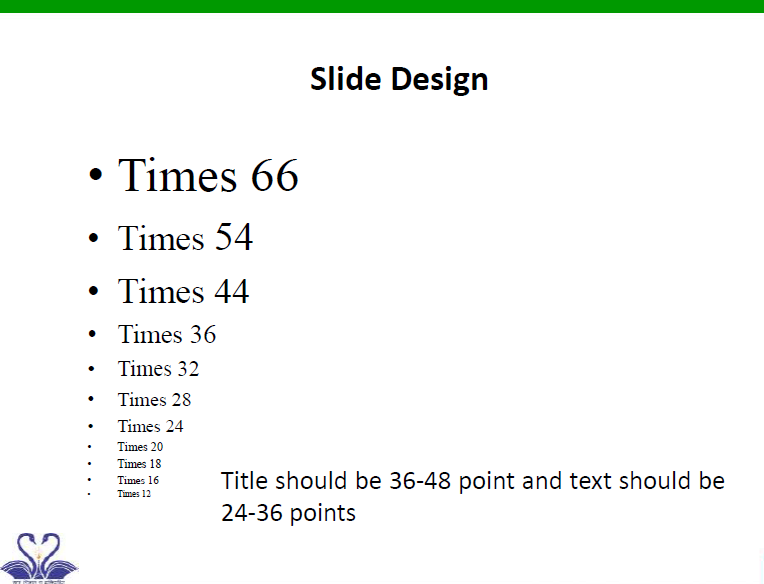 Slide Design
• Times 66
• Times 54
• Times 44
• Times 36
• Times 32
• Times 28
• Times 24
• Times 20
• Times 18
• Times 16
• Times 12
Title should be 36-48 point and text should be
24-36 points